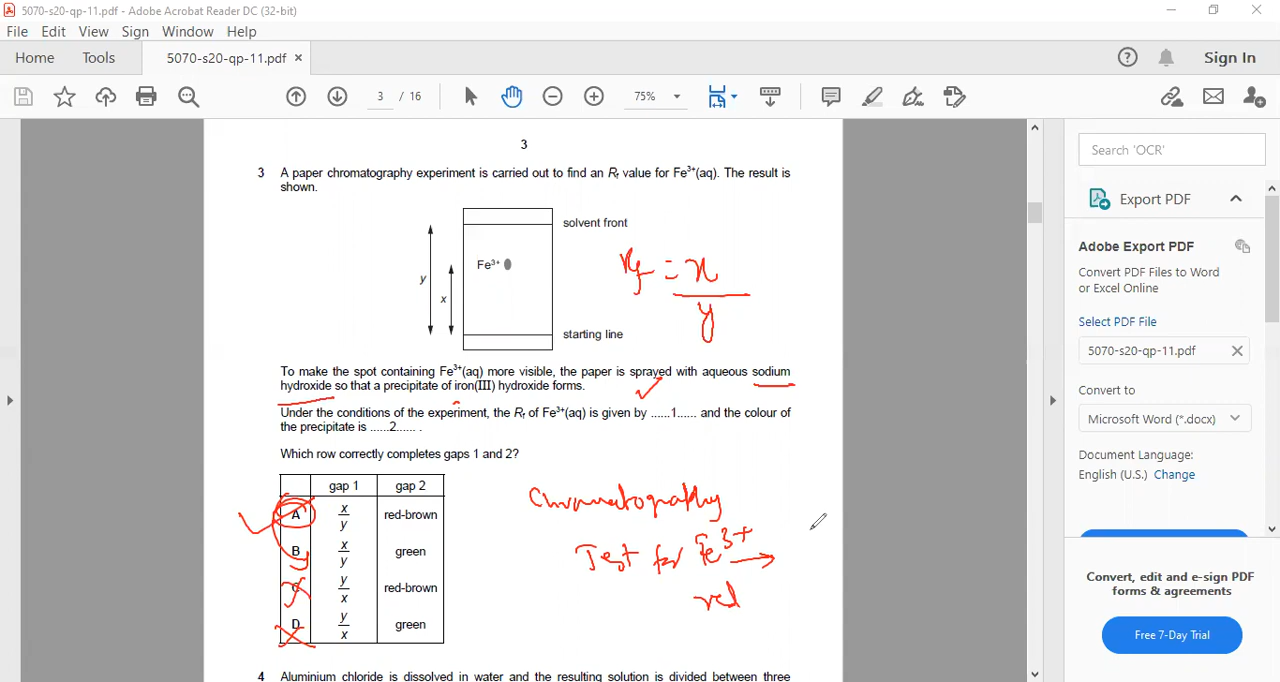 5070-s20-qp-11.pdf - Adobe Acrobat Reader DC (32-bit)
File Edit View Sign Window Help
Home Tools 5070-s20-qp-11.pdf × Sign In
3 / 16 75%
3
3 A paper chromatography experiment is carried out to find an Rf value for Fe³⁺(aq). The result is
shown.
solvent front
Fe³⁺
y
x
starting line
Rf = x
y
To make the spot containing Fe³⁺(aq) more visible, the paper is sprayed with aqueous sodium
hydroxide so that a precipitate of iron(III) hydroxide forms.
Under the conditions of the experiment, the Rf of Fe³⁺(aq) is given by ......1...... and the colour of
the precipitate is ......2...... .
Which row correctly completes gaps 1 and 2?
gap 1 gap 2
A x/y red-brown
B x/y green
C y/x red-brown
D y/x green
Chromatography
Test for Fe³⁺ →
red
4 Aluminium chloride is dissolved in water and the resulting solution is divided between three
Search 'OCR'
Export PDF
Adobe Export PDF
Convert PDF Files to Word
or Excel Online
Select PDF File
5070-s20-qp-11.pdf
Convert to
Microsoft Word (*.docx)
Document Language:
English (U.S.) Change
Convert, edit and e-sign PDF
forms & agreements
Free 7-Day Trial